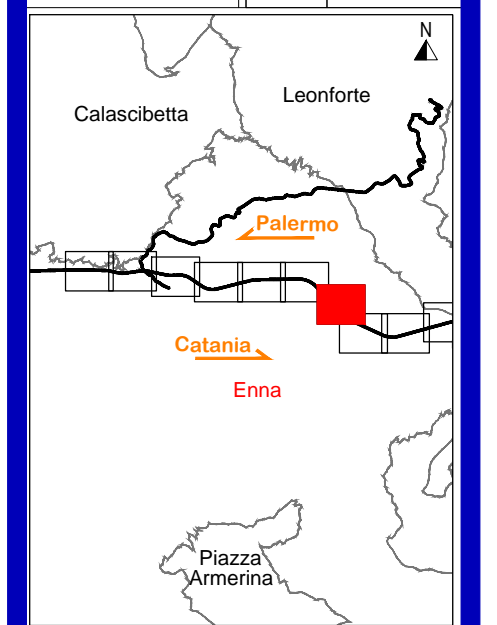 N
Leonforte
Calascibetta
Palermo
Catania
Enna
Piazza
Armerina